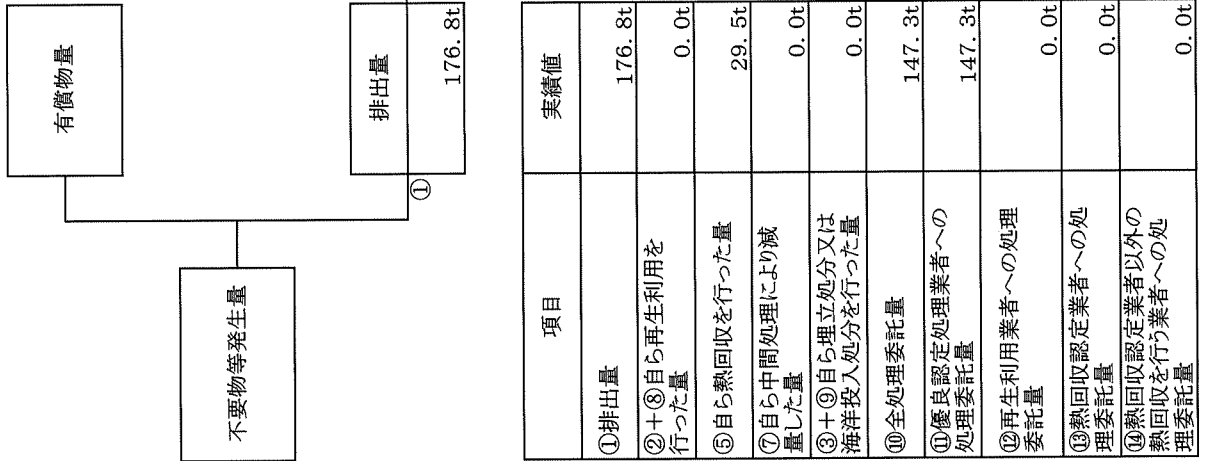 不要物等発生量
有償物量
①
排出量
176.8t
項目
実績値
①排出量
176.8t
②+⑧自ら再生利用を
行った量
0.0t
⑤自ら熱回収を行った量
29.5t
⑦自ら中間処理により減
量した量
0.0t
③+⑨自ら埋立処分又は
海洋投入処分を行った量
0.0t
⑩全処理委託量
147.3t
⑪優良認定処理業者への
処理委託量
147.3t
⑫再生利用業者への処理
委託量
0.0t
⑬熱回収認定業者への処
理委託量
0.0t
⑭熱回収認定業者以外の
熱回収を行う業者への処
理委託量
0.0t